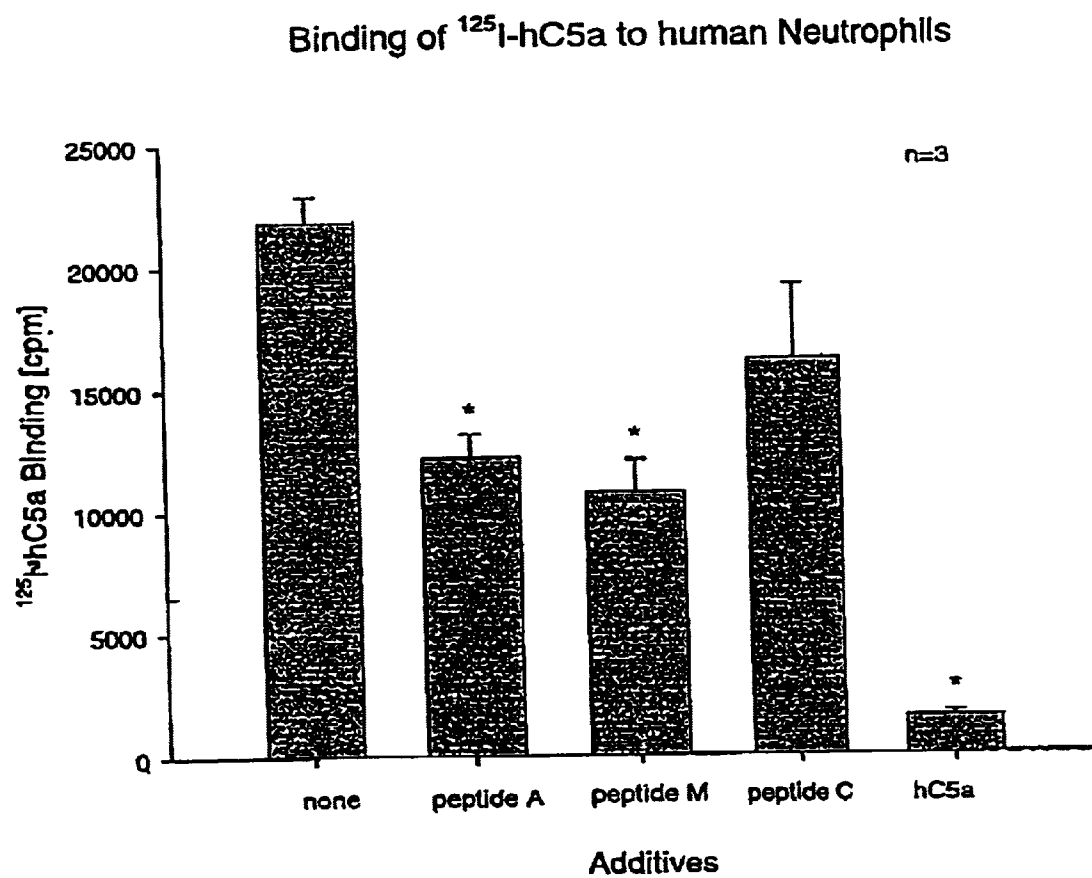 Binding of ¹²⁵I-hC5a to human Neutrophils
n=3
25000
20000
15000
10000
5000
0
¹²⁵I-hC5a Binding [cpm]
*
*
*
none peptide A peptide M peptide C hC5a
Additives